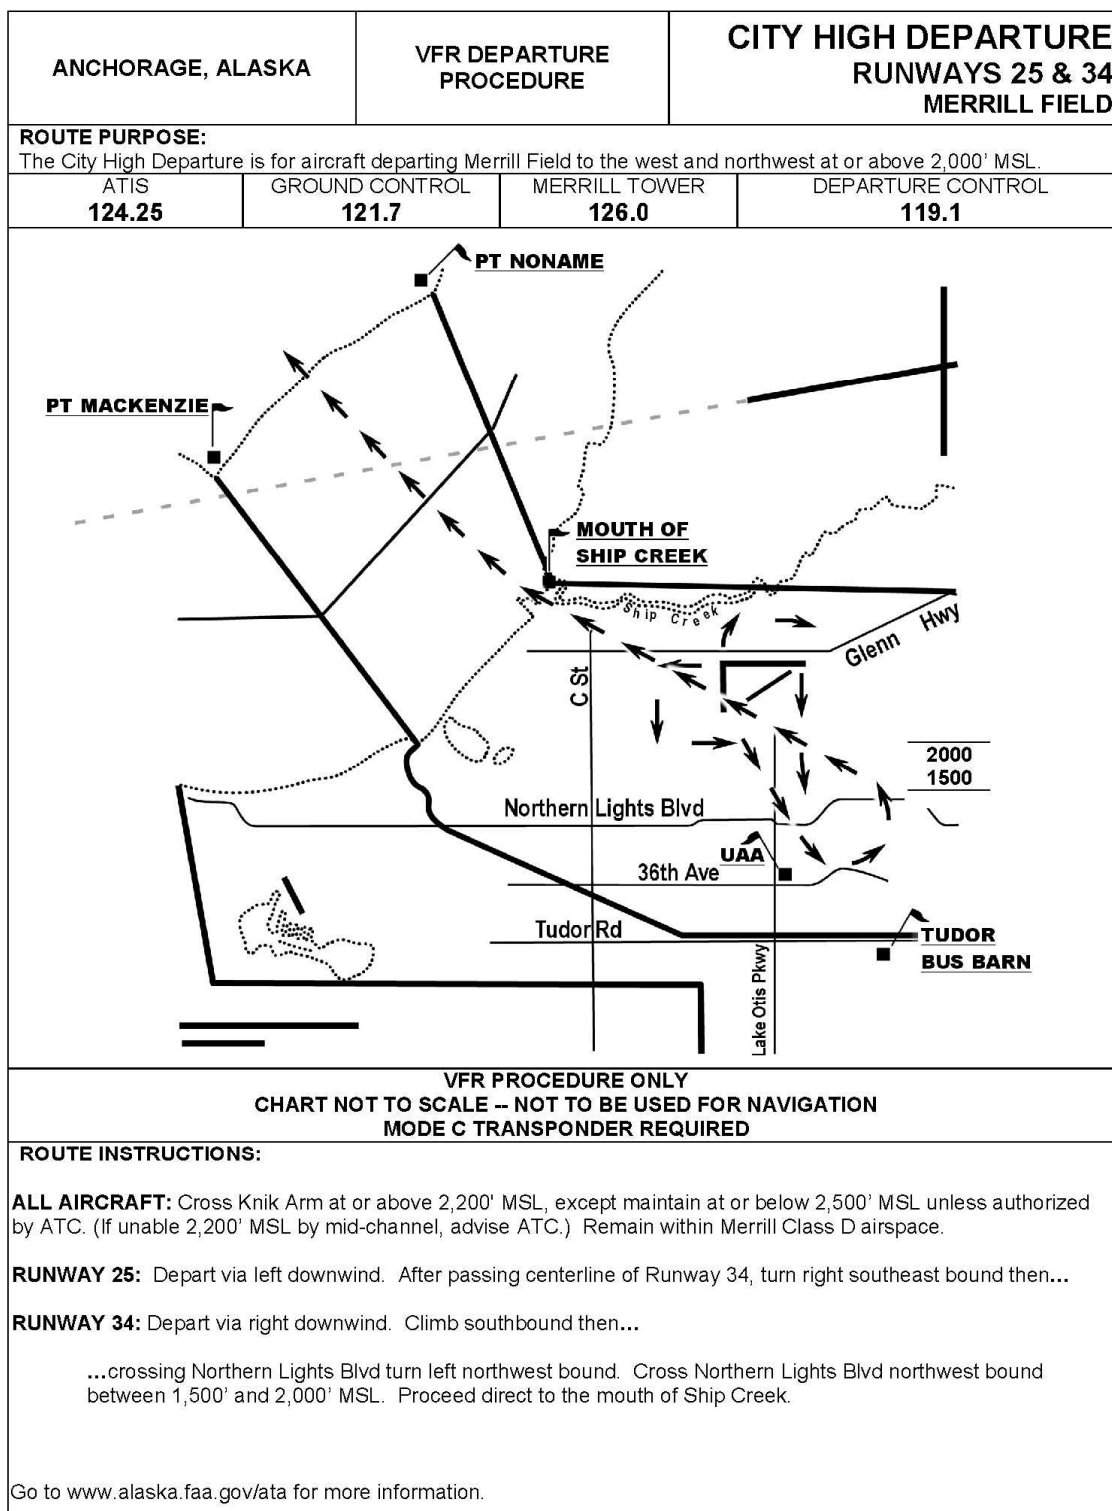 ANCHORAGE, ALASKA
VFR DEPARTURE
PROCEDURE
CITY HIGH DEPARTURE
RUNWAYS 25 & 34
MERRILL FIELD
ROUTE PURPOSE:
The City High Departure is for aircraft departing Merrill Field to the west and northwest at or above 2,000' MSL.
ATIS
124.25
GROUND CONTROL
121.7
MERRILL TOWER
126.0
DEPARTURE CONTROL
119.1
PT NONAME
PT MACKENZIE
MOUTH OF
SHIP CREEK
Ship Creek
Glenn Hwy
C St
2000
1500
Northern Lights Blvd
UAA
36th Ave
Tudor Rd
TUDOR
BUS BARN
Lake Otis Pkwy
VFR PROCEDURE ONLY
CHART NOT TO SCALE -- NOT TO BE USED FOR NAVIGATION
MODE C TRANSPONDER REQUIRED
ROUTE INSTRUCTIONS:
ALL AIRCRAFT: Cross Knik Arm at or above 2,200' MSL, except maintain at or below 2,500' MSL unless authorized
by ATC. (If unable 2,200' MSL by mid-channel, advise ATC.) Remain within Merrill Class D airspace.
RUNWAY 25: Depart via left downwind. After passing centerline of Runway 34, turn right southeast bound then...
RUNWAY 34: Depart via right downwind. Climb southbound then...
...crossing Northern Lights Blvd turn left northwest bound. Cross Northern Lights Blvd northwest bound
between 1,500' and 2,000' MSL. Proceed direct to the mouth of Ship Creek.
Go to www.alaska.faa.gov/ata for more information.